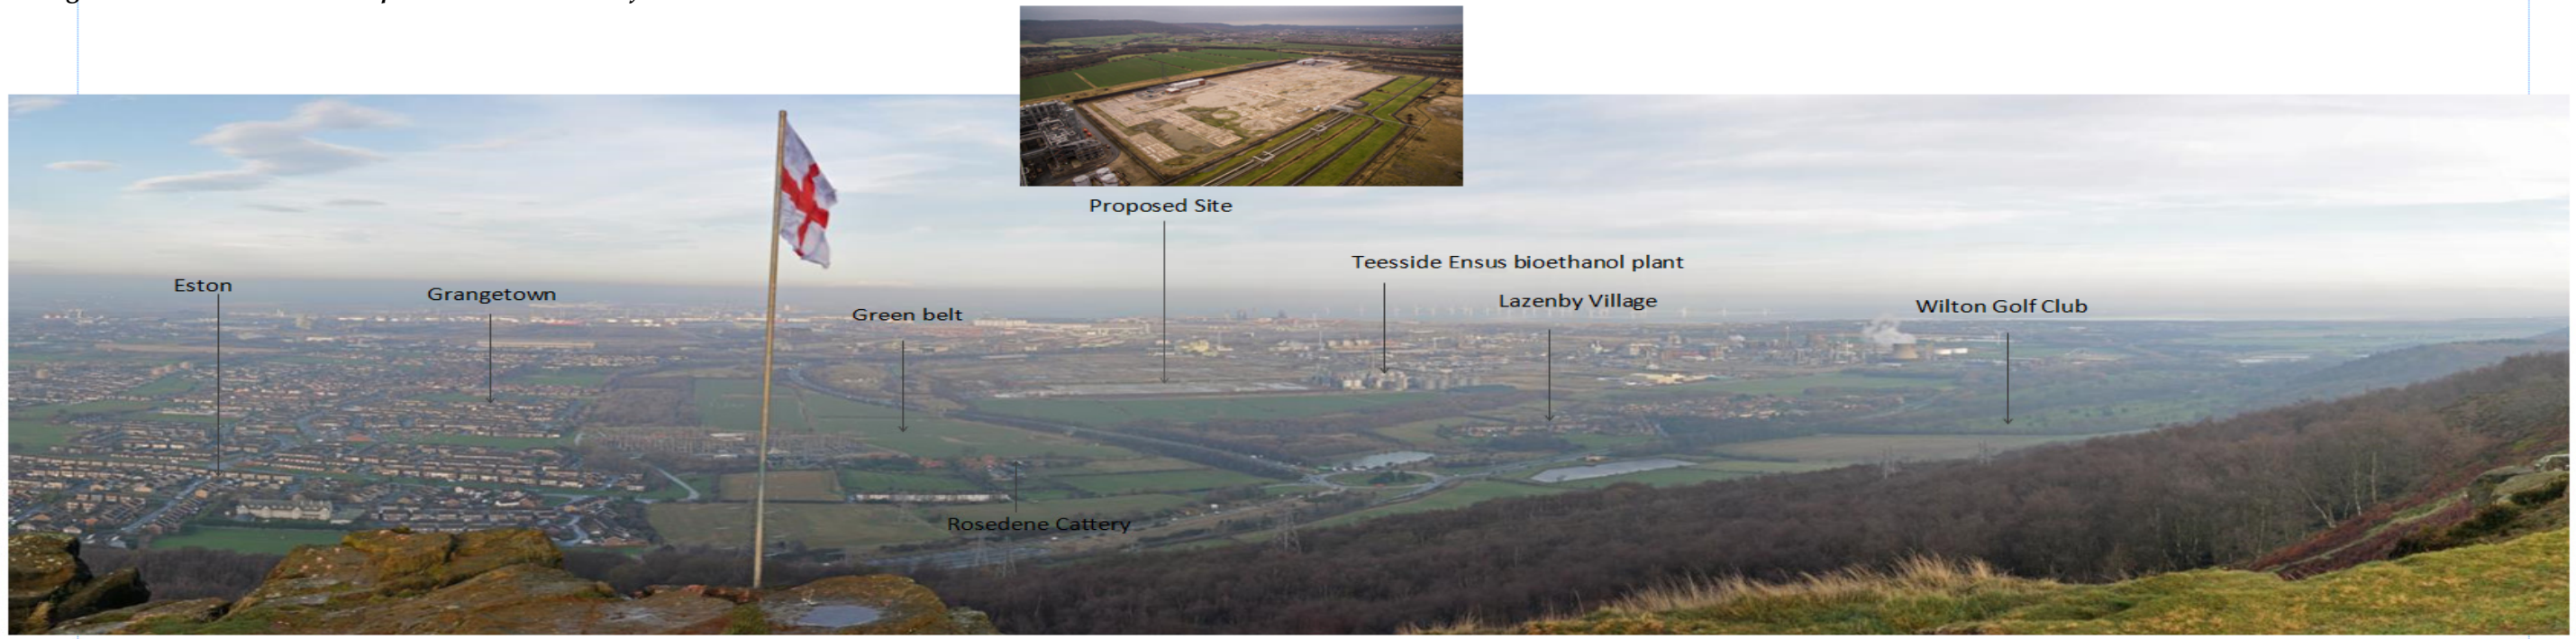 Proposed Site
Teesside Ensus bioethanol plant
Eston
Grangetown
Lazenby Village
Wilton Golf Club
Green belt
Rosedene Cattery